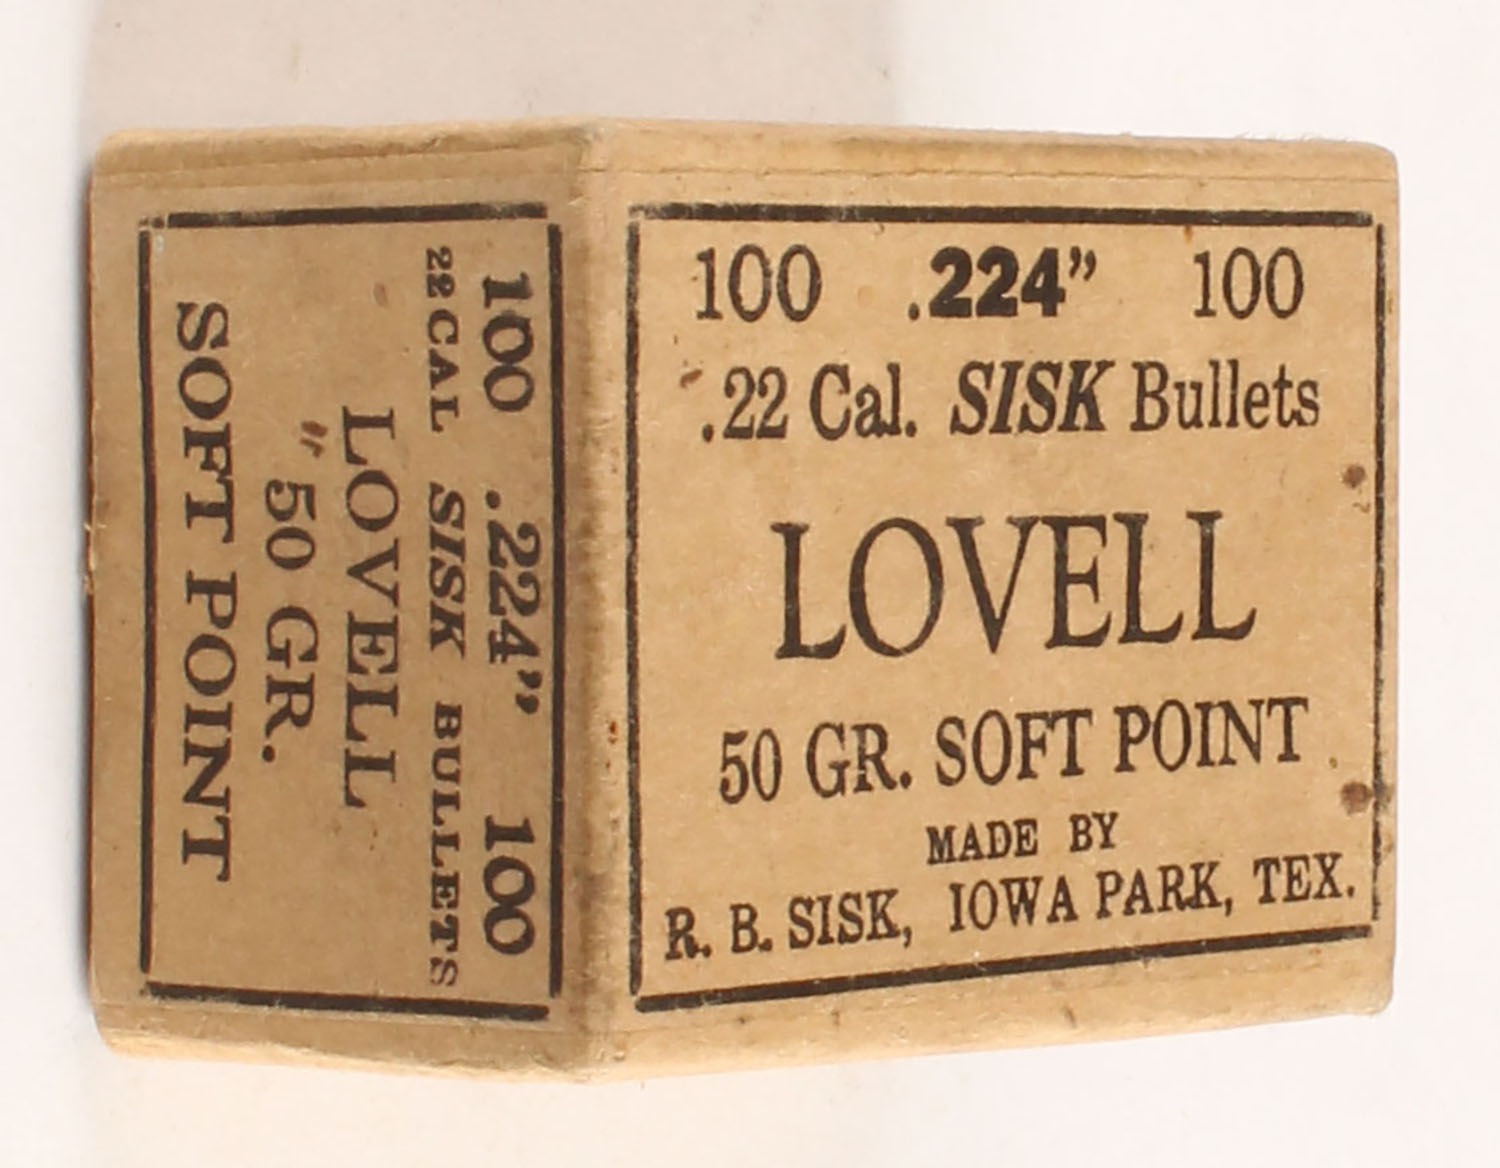 100 .224” 100
.22 Cal. SISK Bullets
LOVELL
50 GR. SOFT POINT
MADE BY
R. B. SISK, IOWA PARK, TEX.
100 .224” 100
22 CAL SISK BULLETS
LOVELL
" 50 GR.
SOFT POINT